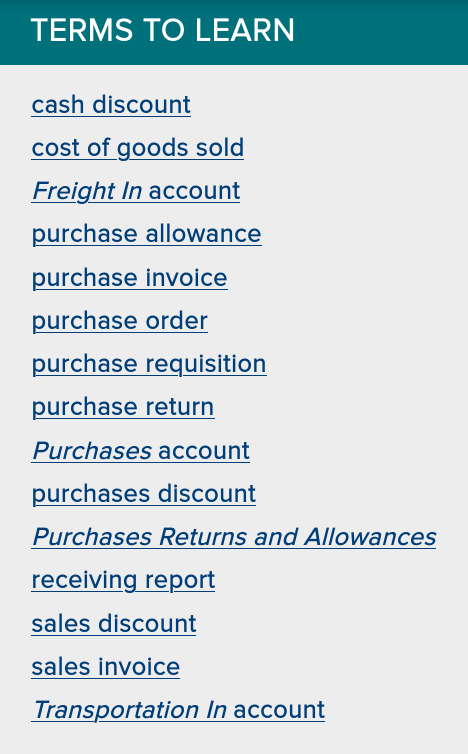 TERMS TO LEARN
cash discount
cost of goods sold
Freight In account
purchase allowance
purchase invoice
purchase order
purchase requisition
purchase return
Purchases account
purchases discount
Purchases Returns and Allowances
receiving report
sales discount
sales invoice
Transportation In account